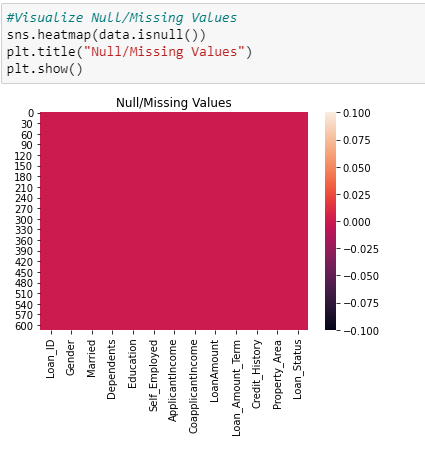 #Visualize Null/Missing Values
sns.heatmap(data.isnull())
plt.title("Null/Missing Values")
plt.show()
Null/Missing Values
0
30
60
90
120
150
180
210
240
270
300
330
360
390
420
450
480
510
540
570
600
Loan_ID
Gender
Married
Dependents
Education
Self_Employed
ApplicantIncome
CoapplicantIncome
LoanAmount
Loan_Amount_Term
Credit_History
Property_Area
Loan_Status
0.100
0.075
0.050
0.025
0.000
−0.025
−0.050
−0.075
−0.100